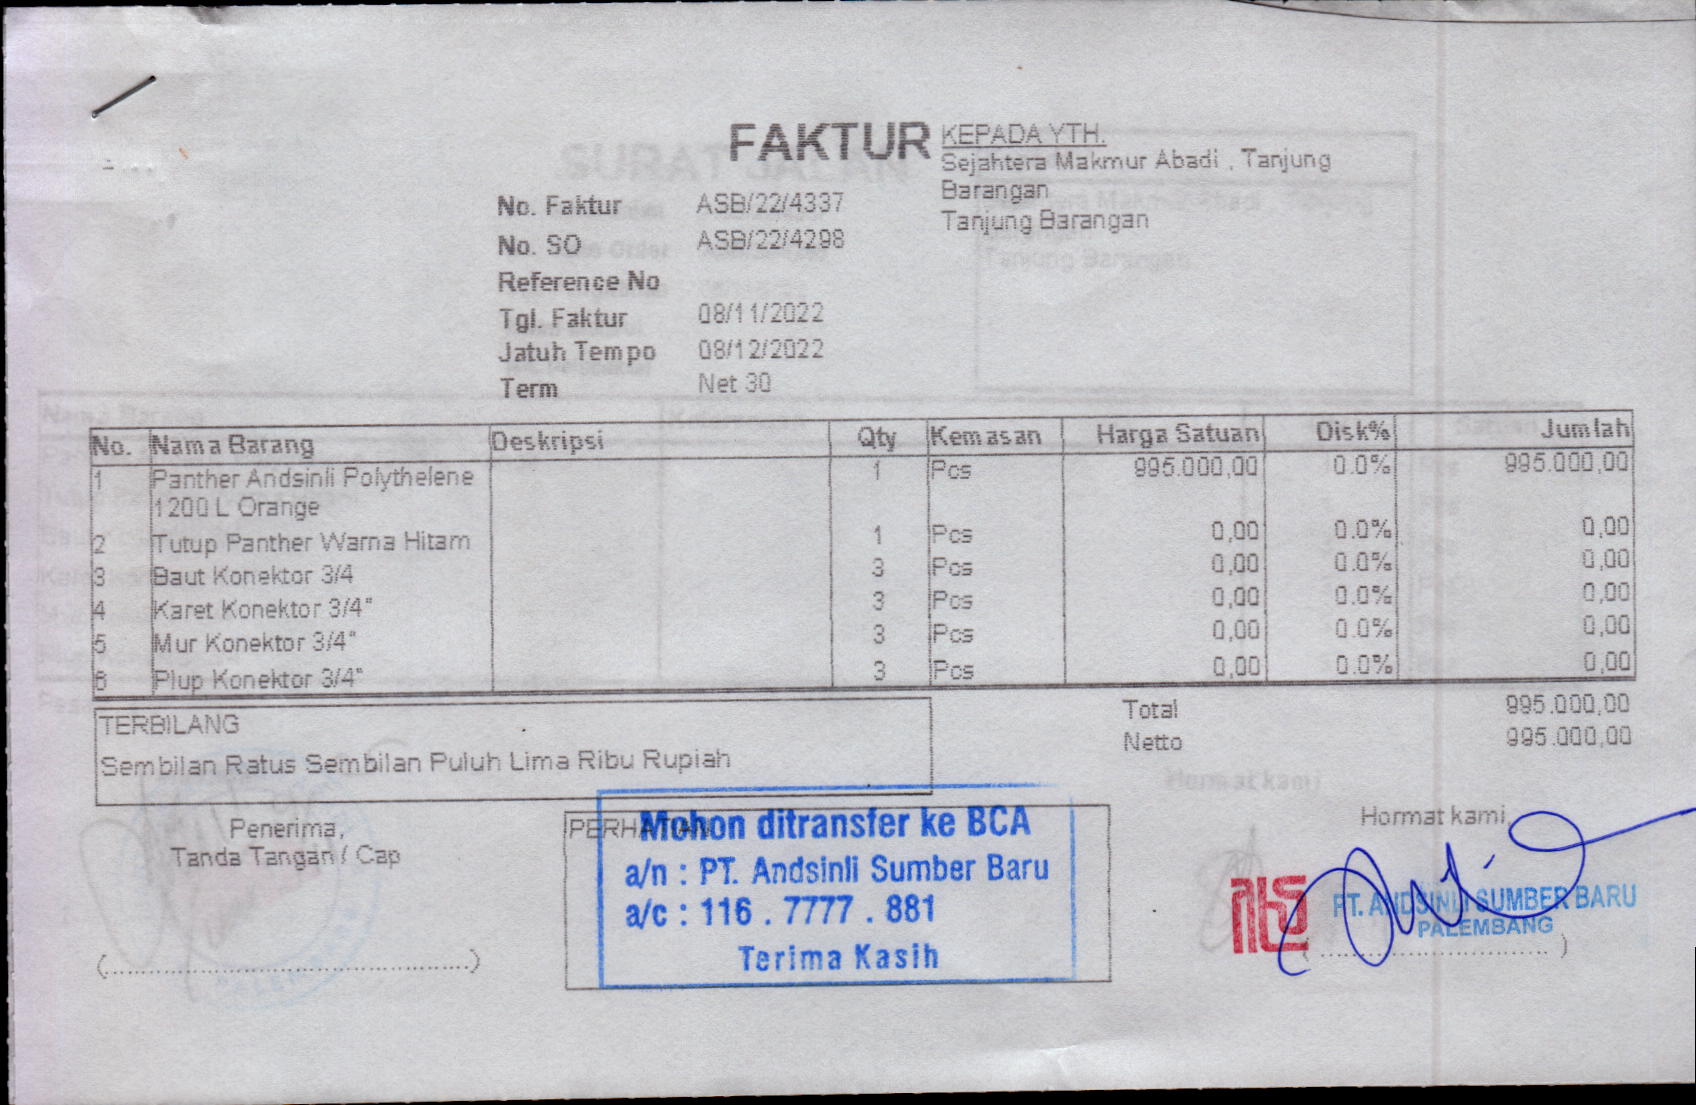 FAKTUR
KEPADA YTH.
Sejahtera Makmur Abadi , Tanjung
Barangan
Tanjung Barangan
No. Faktur ASB/22/4337
No. SO ASB/22/4298
Reference No
Tgl. Faktur 08/11/2022
Jatuh Tempo 08/12/2022
Term Net 30
No. Nama Barang Deskripsi Qty Kemasan Harga Satuan Disk% Jumlah
1 Panther Andsinli Polythelene 1 Pcs 995.000,00 0.0% 995.000,00
1200 L Orange
2 Tutup Panther Warna Hitam 1 Pcs 0,00 0.0% 0,00
3 Baut Konektor 3/4 3 Pcs 0,00 0.0% 0,00
4 Karet Konektor 3/4" 3 Pcs 0,00 0.0% 0,00
5 Mur Konektor 3/4" 3 Pcs 0,00 0.0% 0,00
6 Plup Konektor 3/4" 3 Pcs 0,00 0.0% 0,00
Total 995.000,00
Netto 995.000,00
TERBILANG
Sembilan Ratus Sembilan Puluh Lima Ribu Rupiah
Penerima,
Tanda Tangan / Cap
PERHATIAN
Mohon ditransfer ke BCA
a/n : PT. Andsinli Sumber Baru
a/c : 116 . 7777 . 881
Terima Kasih
Hormat kami,
PT. ANDSINLI SUMBER BARU
PALEMBANG